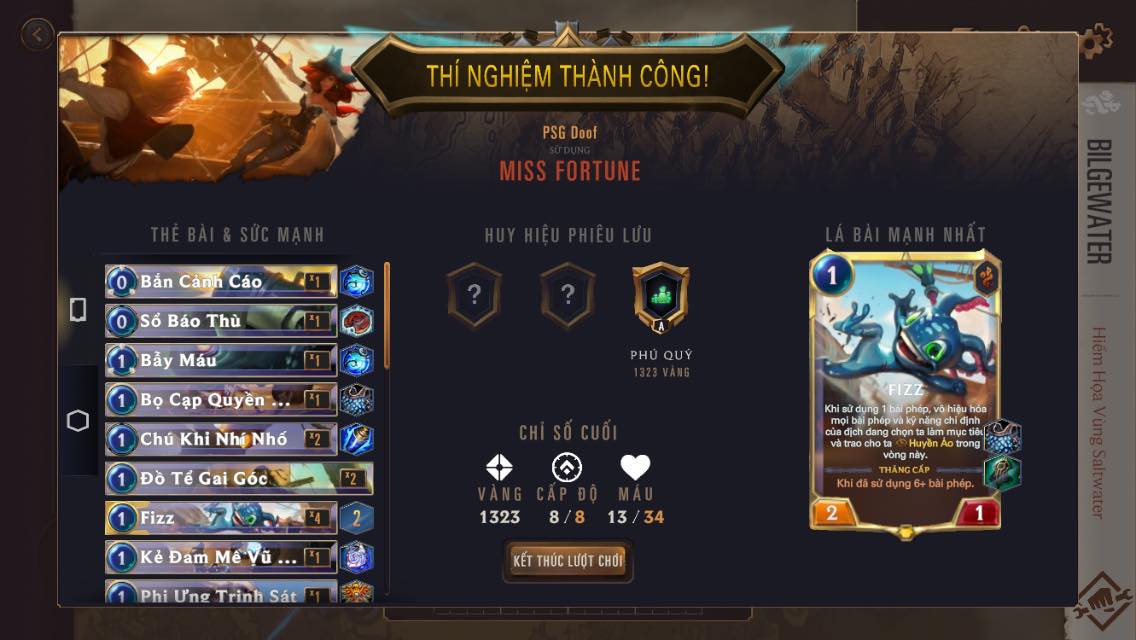 THÍ NGHIỆM THÀNH CÔNG!
PSG Doof
SỬ DỤNG
MISS FORTUNE
THẺ BÀI & SỨC MẠNH
0 Bắn Cảnh Cáo x1
0 Sổ Báo Thù x1
1 Bẫy Máu x1
1 Bọ Cạp Quyền ... x1
1 Chú Khỉ Nhí Nhố x2
1 Đồ Tể Gai Góc x2
1 Fizz x4 2
1 Kẻ Đam Mê Vũ ... x1
1 Phi Ưng Trinh Sát x1
HUY HIỆU PHIÊU LƯU
? ?
A
PHÚ QUÝ
1323 VÀNG
CHỈ SỐ CUỐI
VÀNG CẤP ĐỘ MÁU
1323 8/8 13/34
KẾT THÚC LƯỢT CHƠI
LÁ BÀI MẠNH NHẤT
1
FIZZ
Khi sử dụng 1 bài phép, vô hiệu hóa
mọi bài phép và kỹ năng chỉ định
của địch đang chọn ta làm mục tiêu
và trao cho ta Huyền Ảo trong
vòng này.
THĂNG CẤP
Khi đã sử dụng 6+ bài phép.
2 1
BILGEWATER
Hiểm Họa Vùng Saltwater